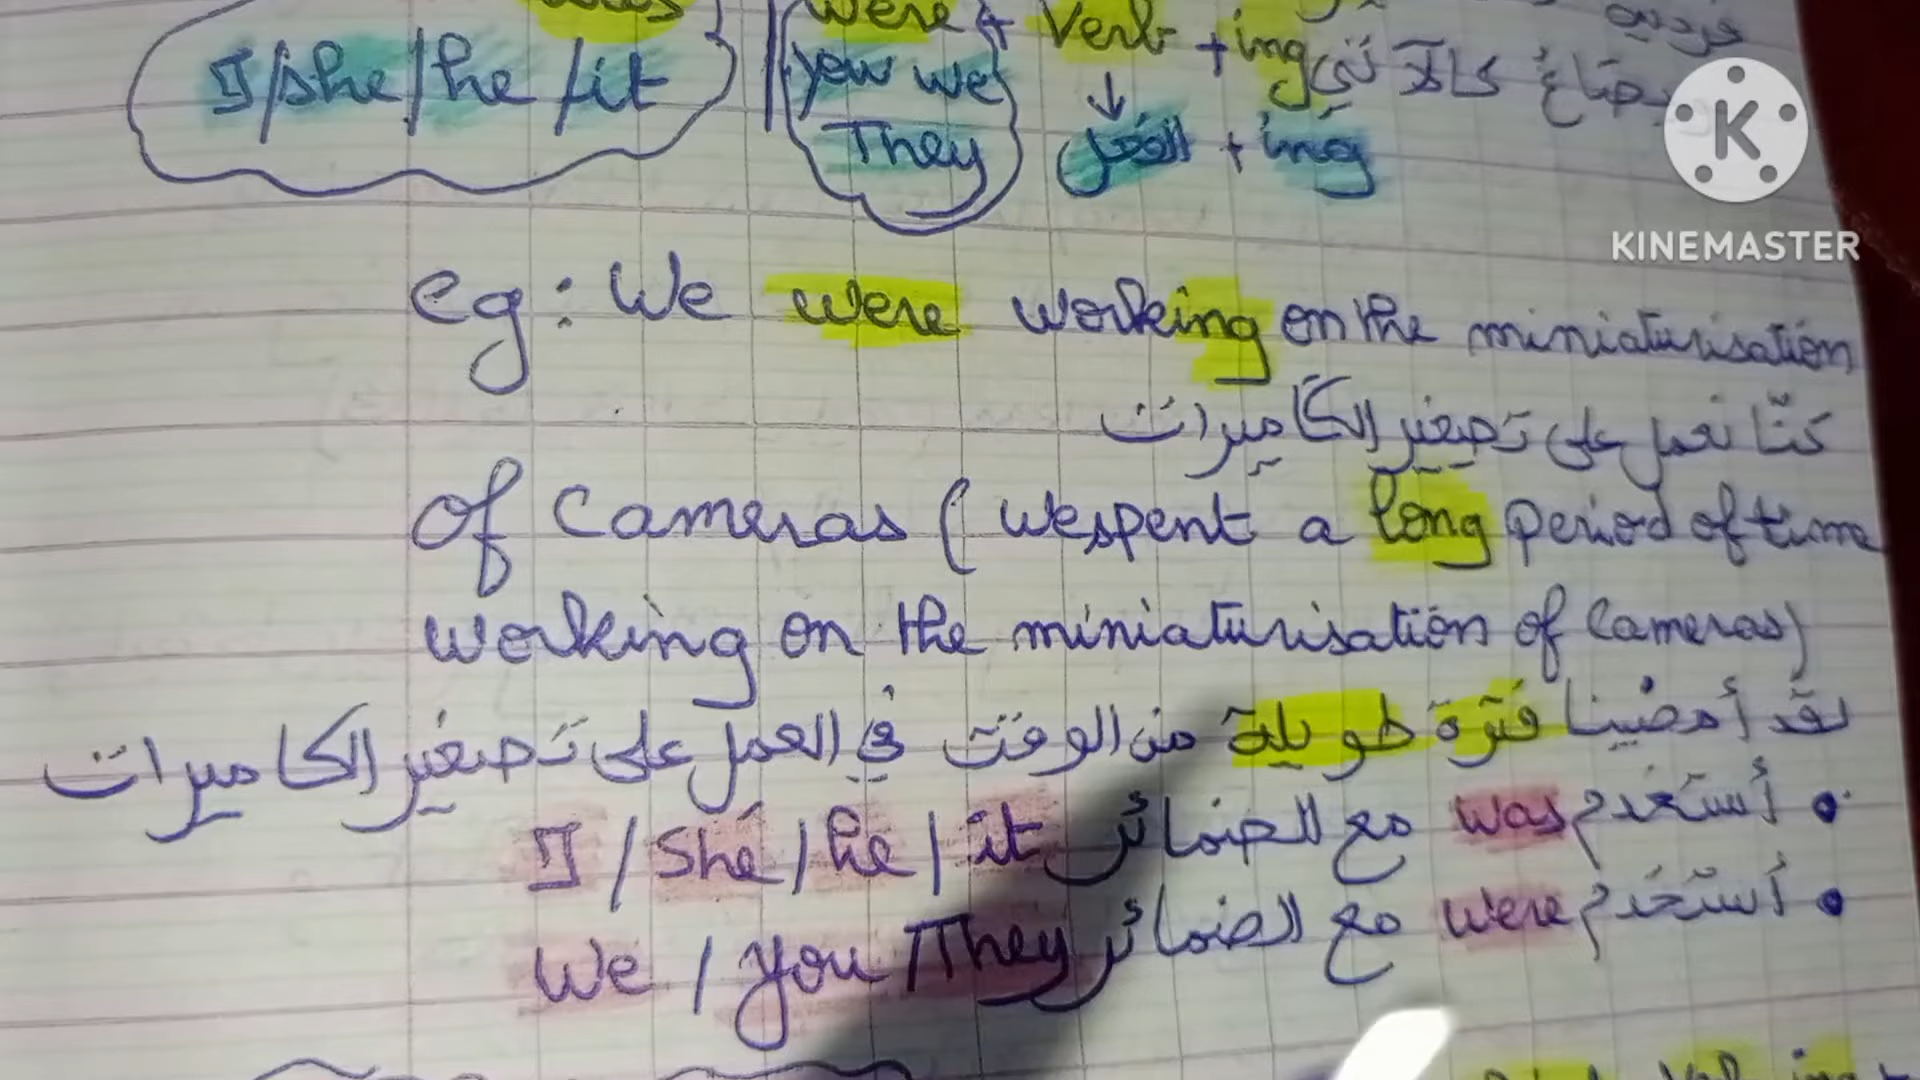 I/she/he/it
were + Verb + ing
you we
They
الفعل + ing
KINEMASTER
eg: We were working on the miniaturisation
كنّا نعمل على تصغير الكاميرات
of cameras (we spent a long period of time
working on the miniaturisation of cameras)
لقد أمضينا فترة طويلة من الوقت في العمل على تصغير الكاميرات
• أستخدم was مع الضمائر I / She / he / it
• أستخدم were مع الضمائر We / you / They